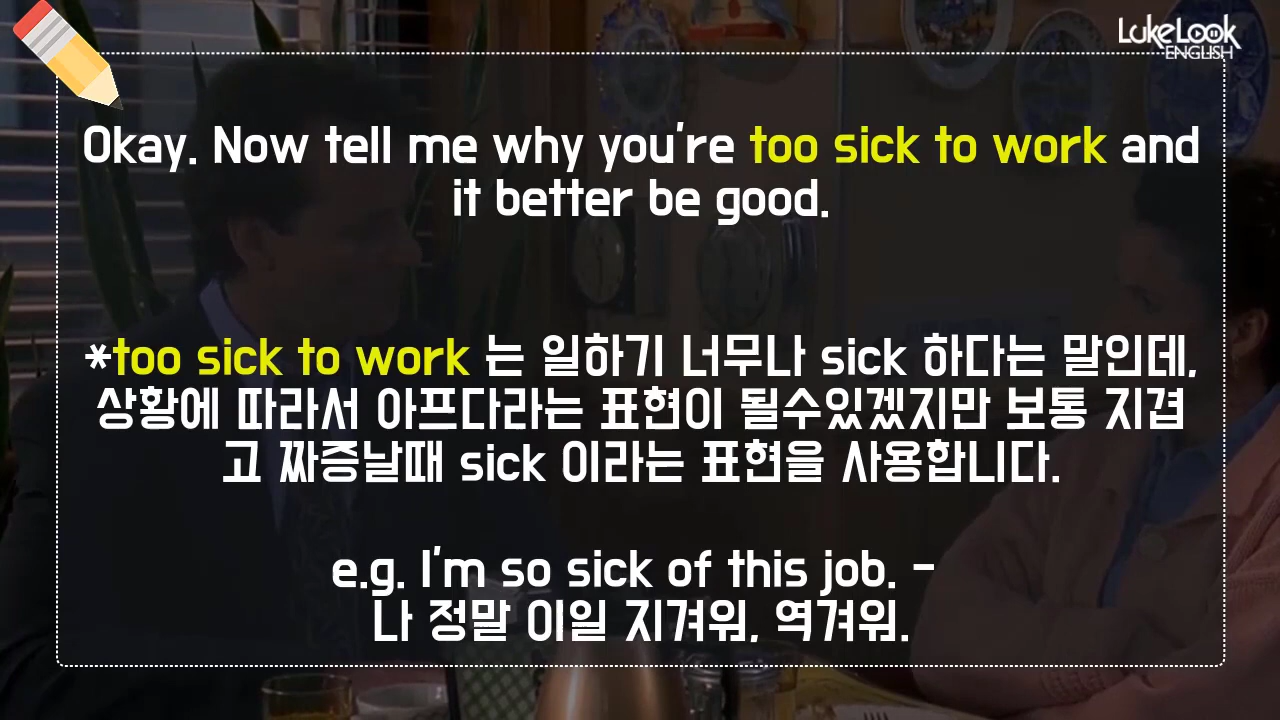 LukeLook
ENGLISH
Okay. Now tell me why you're too sick to work and
it better be good.
*too sick to work 는 일하기 너무나 sick 하다는 말인데,
상황에 따라서 아프다라는 표현이 될수있겠지만 보통 지겹
고 짜증날때 sick 이라는 표현을 사용합니다.
e.g. I'm so sick of this job. -
나 정말 이일 지겨워, 역겨워.